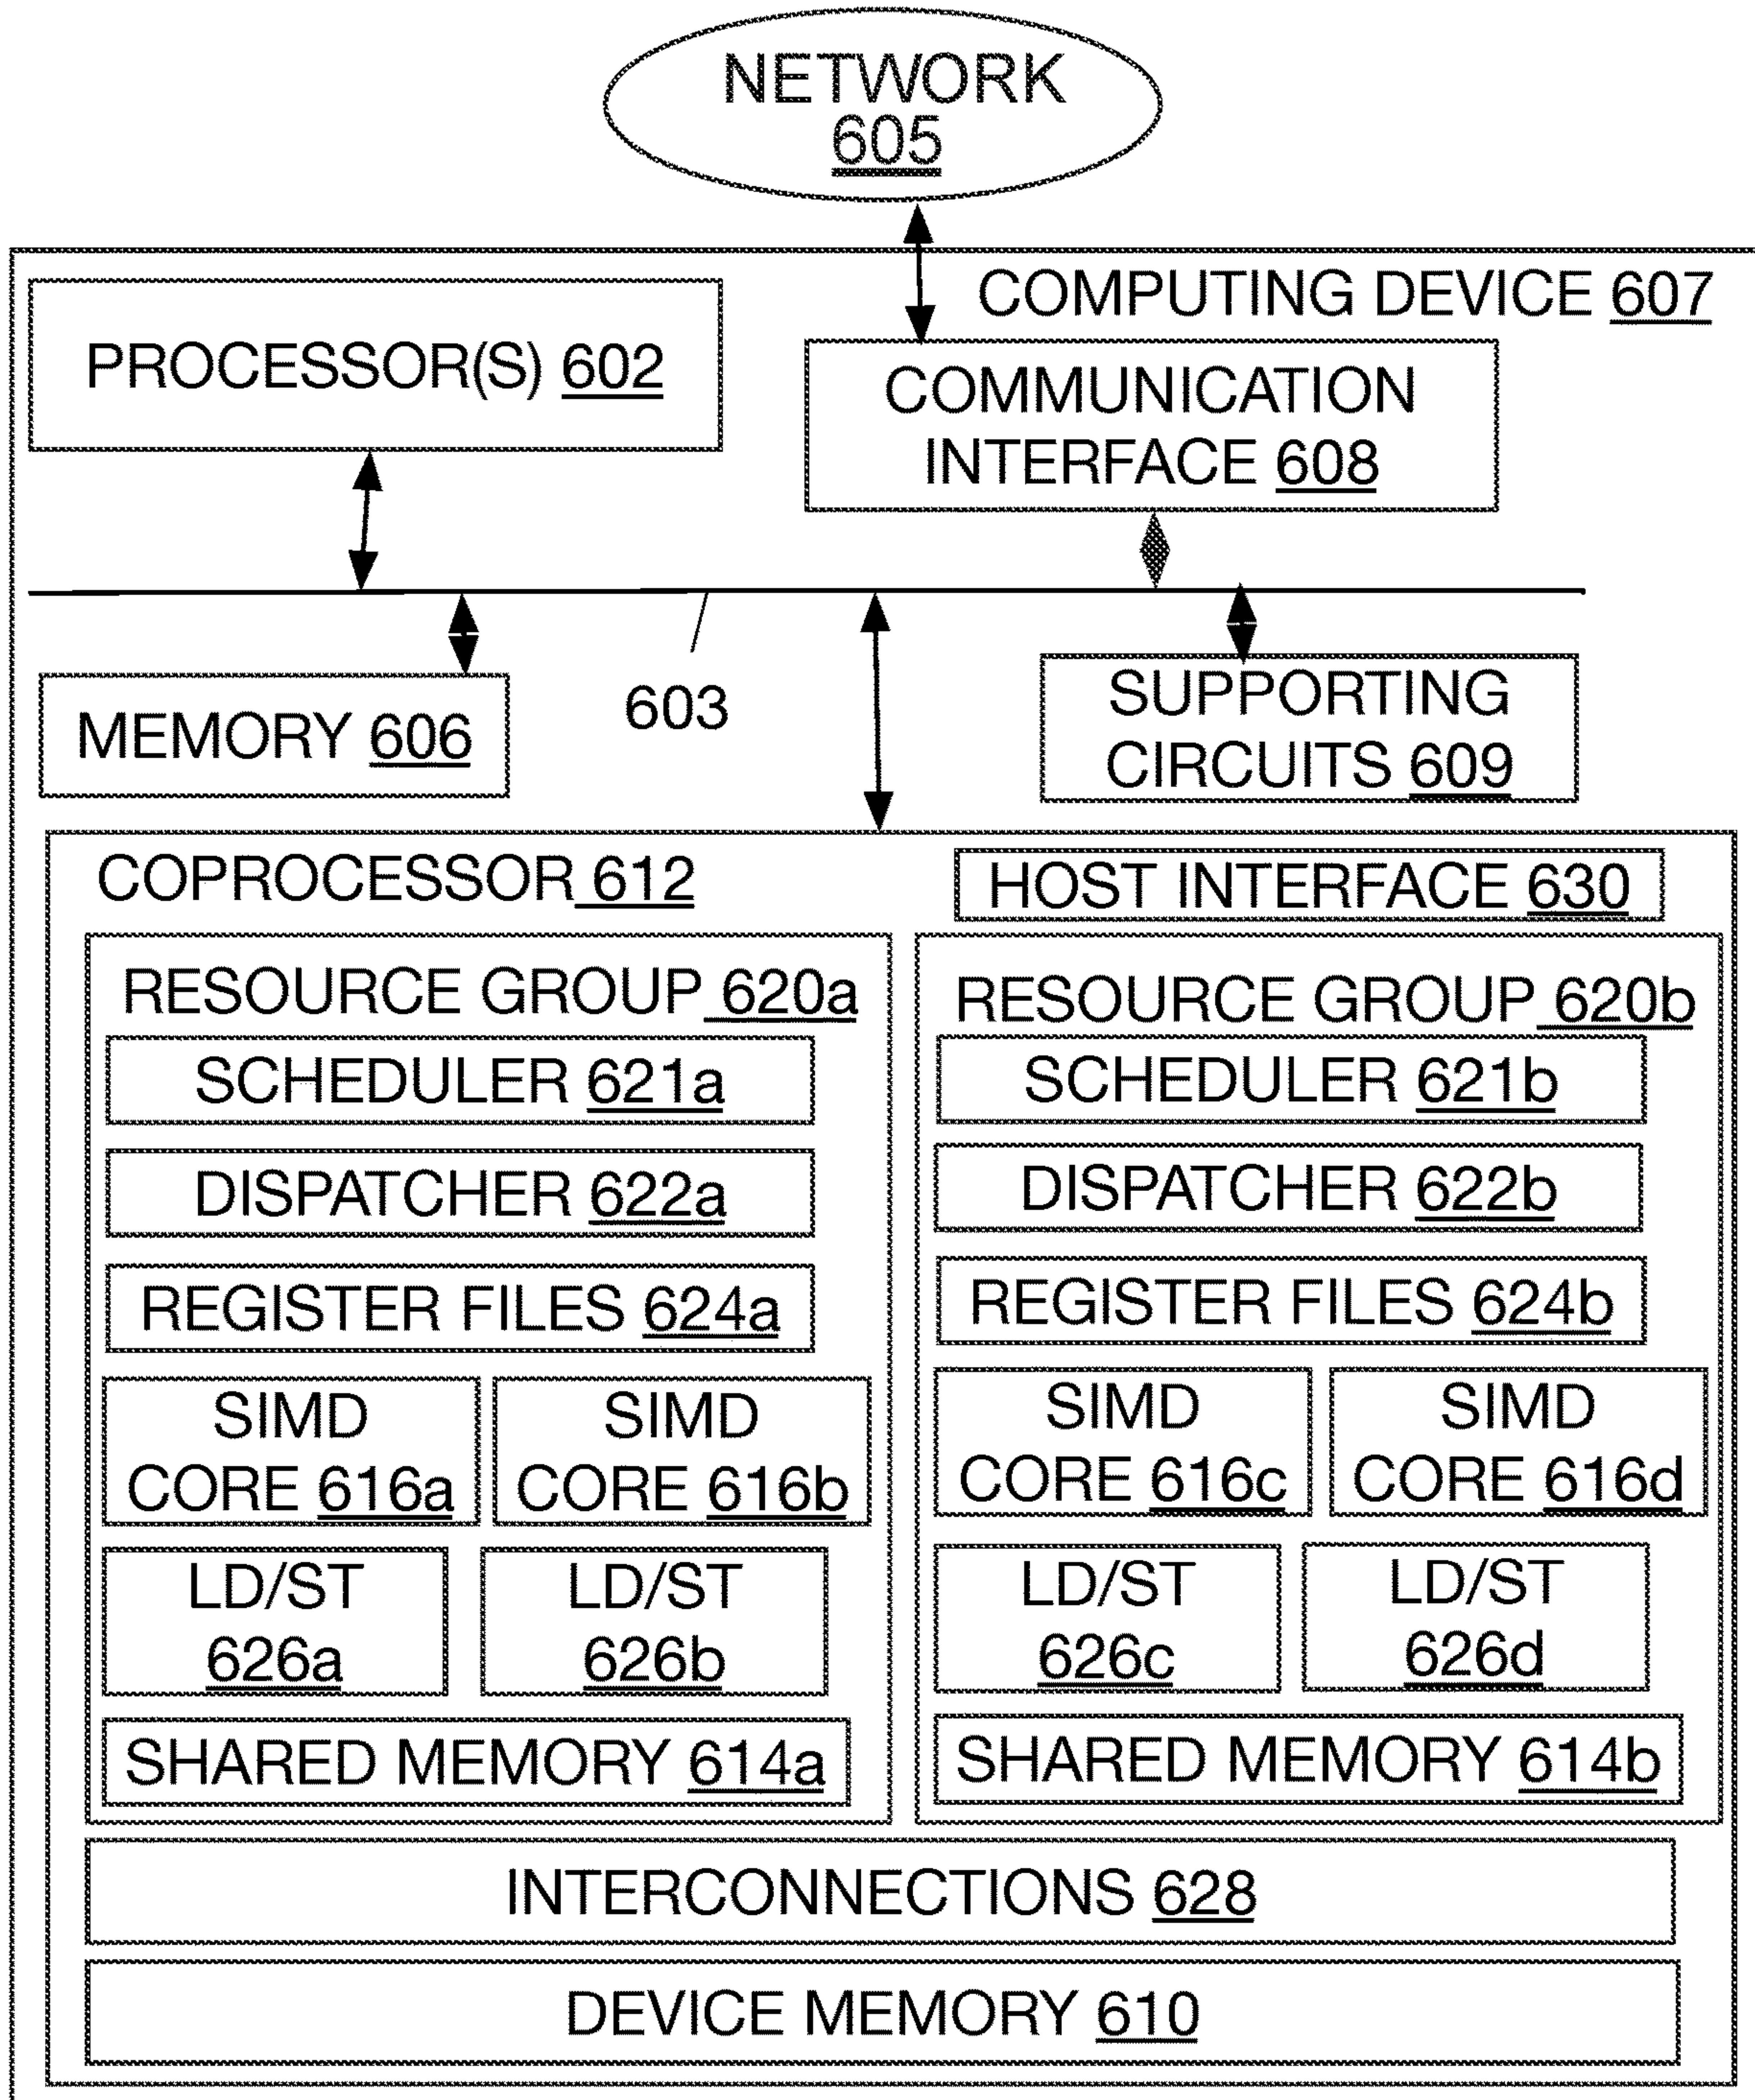 NETWORK
605
COMPUTING DEVICE 607
PROCESSOR(S) 602
COMMUNICATION
INTERFACE 608
603
MEMORY 606
SUPPORTING
CIRCUITS 609
COPROCESSOR 612
HOST INTERFACE 630
RESOURCE GROUP 620a
SCHEDULER 621a
DISPATCHER 622a
REGISTER FILES 624a
SIMD
CORE 616a
SIMD
CORE 616b
LD/ST
626a
LD/ST
626b
SHARED MEMORY 614a
RESOURCE GROUP 620b
SCHEDULER 621b
DISPATCHER 622b
REGISTER FILES 624b
SIMD
CORE 616c
SIMD
CORE 616d
LD/ST
626c
LD/ST
626d
SHARED MEMORY 614b
INTERCONNECTIONS 628
DEVICE MEMORY 610